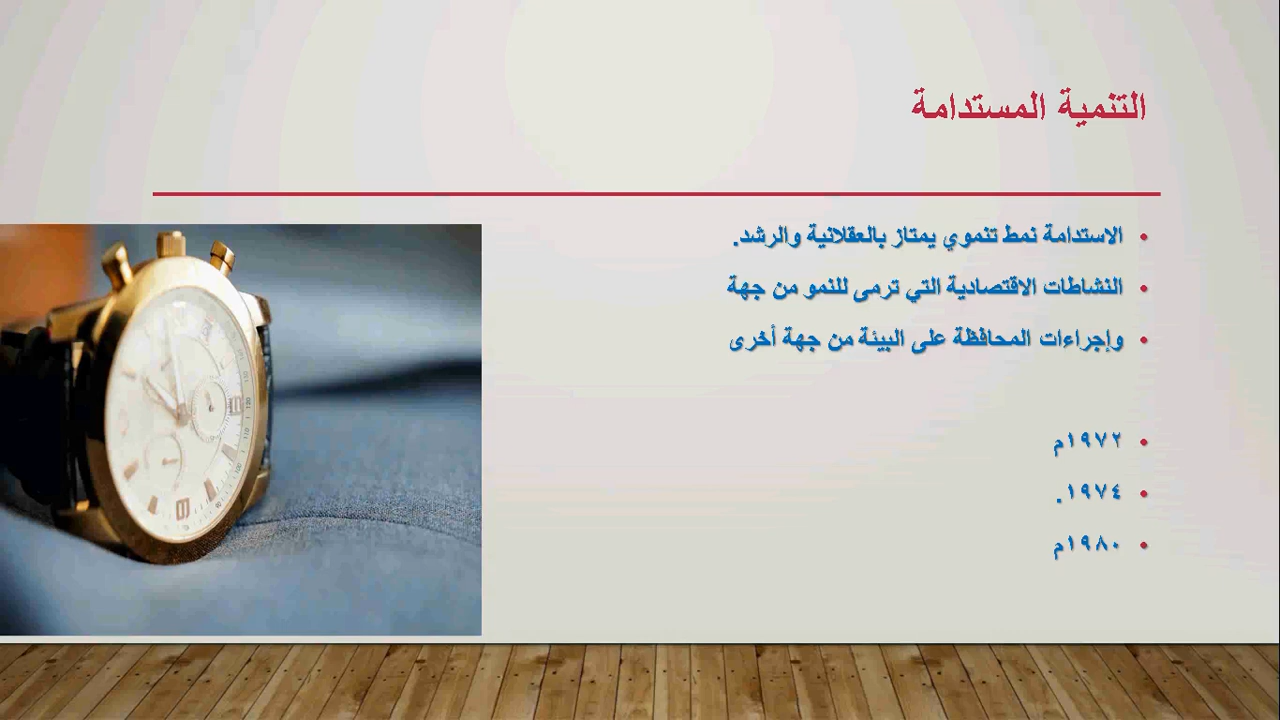 التنمية المستدامة
• الاستدامة نمط تنموي يمتاز بالعقلانية والرشد.
• النشاطات الاقتصادية التي ترمى للنمو من جهة
• وإجراءات المحافظة على البيئة من جهة أخرى
• ١٩٧٢م
• ١٩٧٤.
• ١٩٨٠م